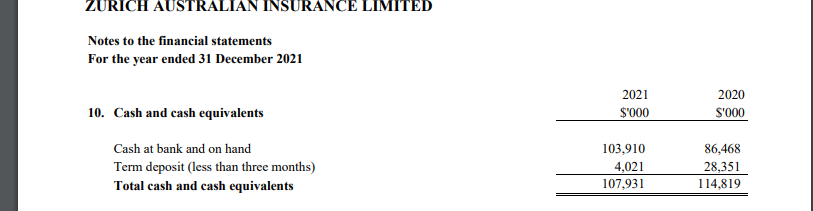 ZURICH AUSTRALIAN INSURANCE LIMITED
Notes to the financial statements
For the year ended 31 December 2021
2021 2020
10. Cash and cash equivalents $'000 $'000
Cash at bank and on hand 103,910 86,468
Term deposit (less than three months) 4,021 28,351
Total cash and cash equivalents 107,931 114,819